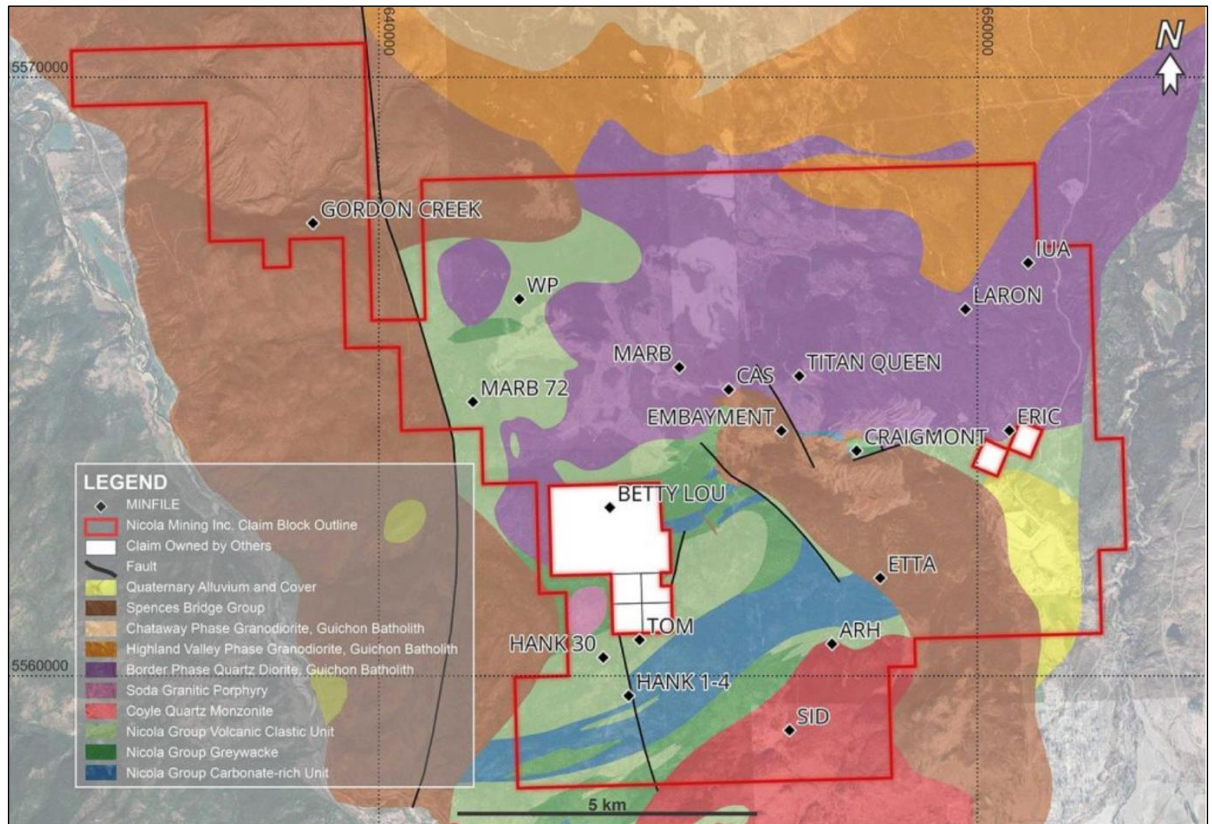 640000
650000
N
5570000
GORDON CREEK
IUA
WP
LARON
MARB
TITAN QUEEN
CAS
MARB 72
EMBAYMENT
ERIC
CRAIGMONT
BETTY LOU
ETTA
TOM
ARH
HANK 30
5560000
HANK 1-4
SID
LEGEND
MINFILE
Nicola Mining Inc. Claim Block Outline
Claim Owned by Others
Fault
Quaternary Alluvium and Cover
Spences Bridge Group
Chataway Phase Granodiorite, Guichon Batholith
Highland Valley Phase Granodiorite, Guichon Batholith
Border Phase Quartz Diorite, Guichon Batholith
Soda Granitic Porphyry
Coyle Quartz Monzonite
Nicola Group Volcanic Clastic Unit
Nicola Group Greywacke
Nicola Group Carbonate-rich Unit
5 km